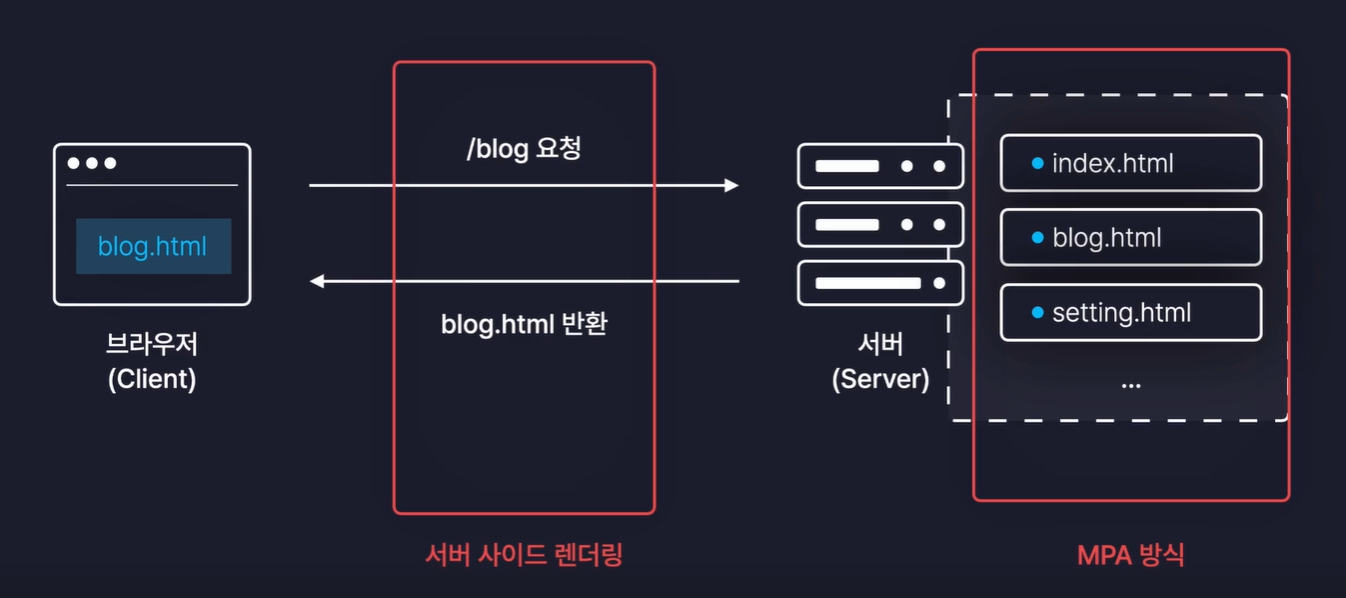 /blog 요청
index.html
blog.html
blog.html
setting.html
blog.html 반환
브라우저
(Client)
서버
(Server)
...
서버 사이드 렌더링
MPA 방식